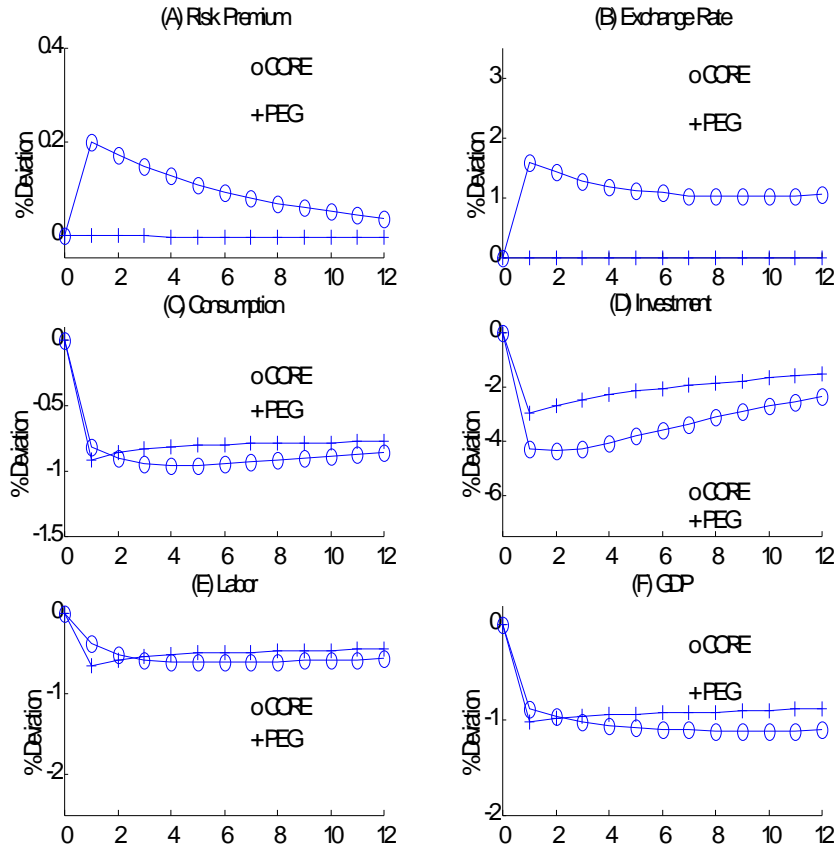 (A) Risk Premium
0.4
0.2
0
% Deviation
o CORE
+ PEG
0 2 4 6 8 10 12
(B) Exchange Rate
3
2
1
0
% Deviation
o CORE
+ PEG
0 2 4 6 8 10 12
(C) Consumption
0
-0.5
-1
-1.5
% Deviation
o CORE
+ PEG
0 2 4 6 8 10 12
(D) Investment
0
-2
-4
-6
% Deviation
o CORE
+ PEG
0 2 4 6 8 10 12
(E) Labor
0
-1
-2
% Deviation
o CORE
+ PEG
0 2 4 6 8 10 12
(F) GDP
0
-1
-2
% Deviation
o CORE
+ PEG
0 2 4 6 8 10 12